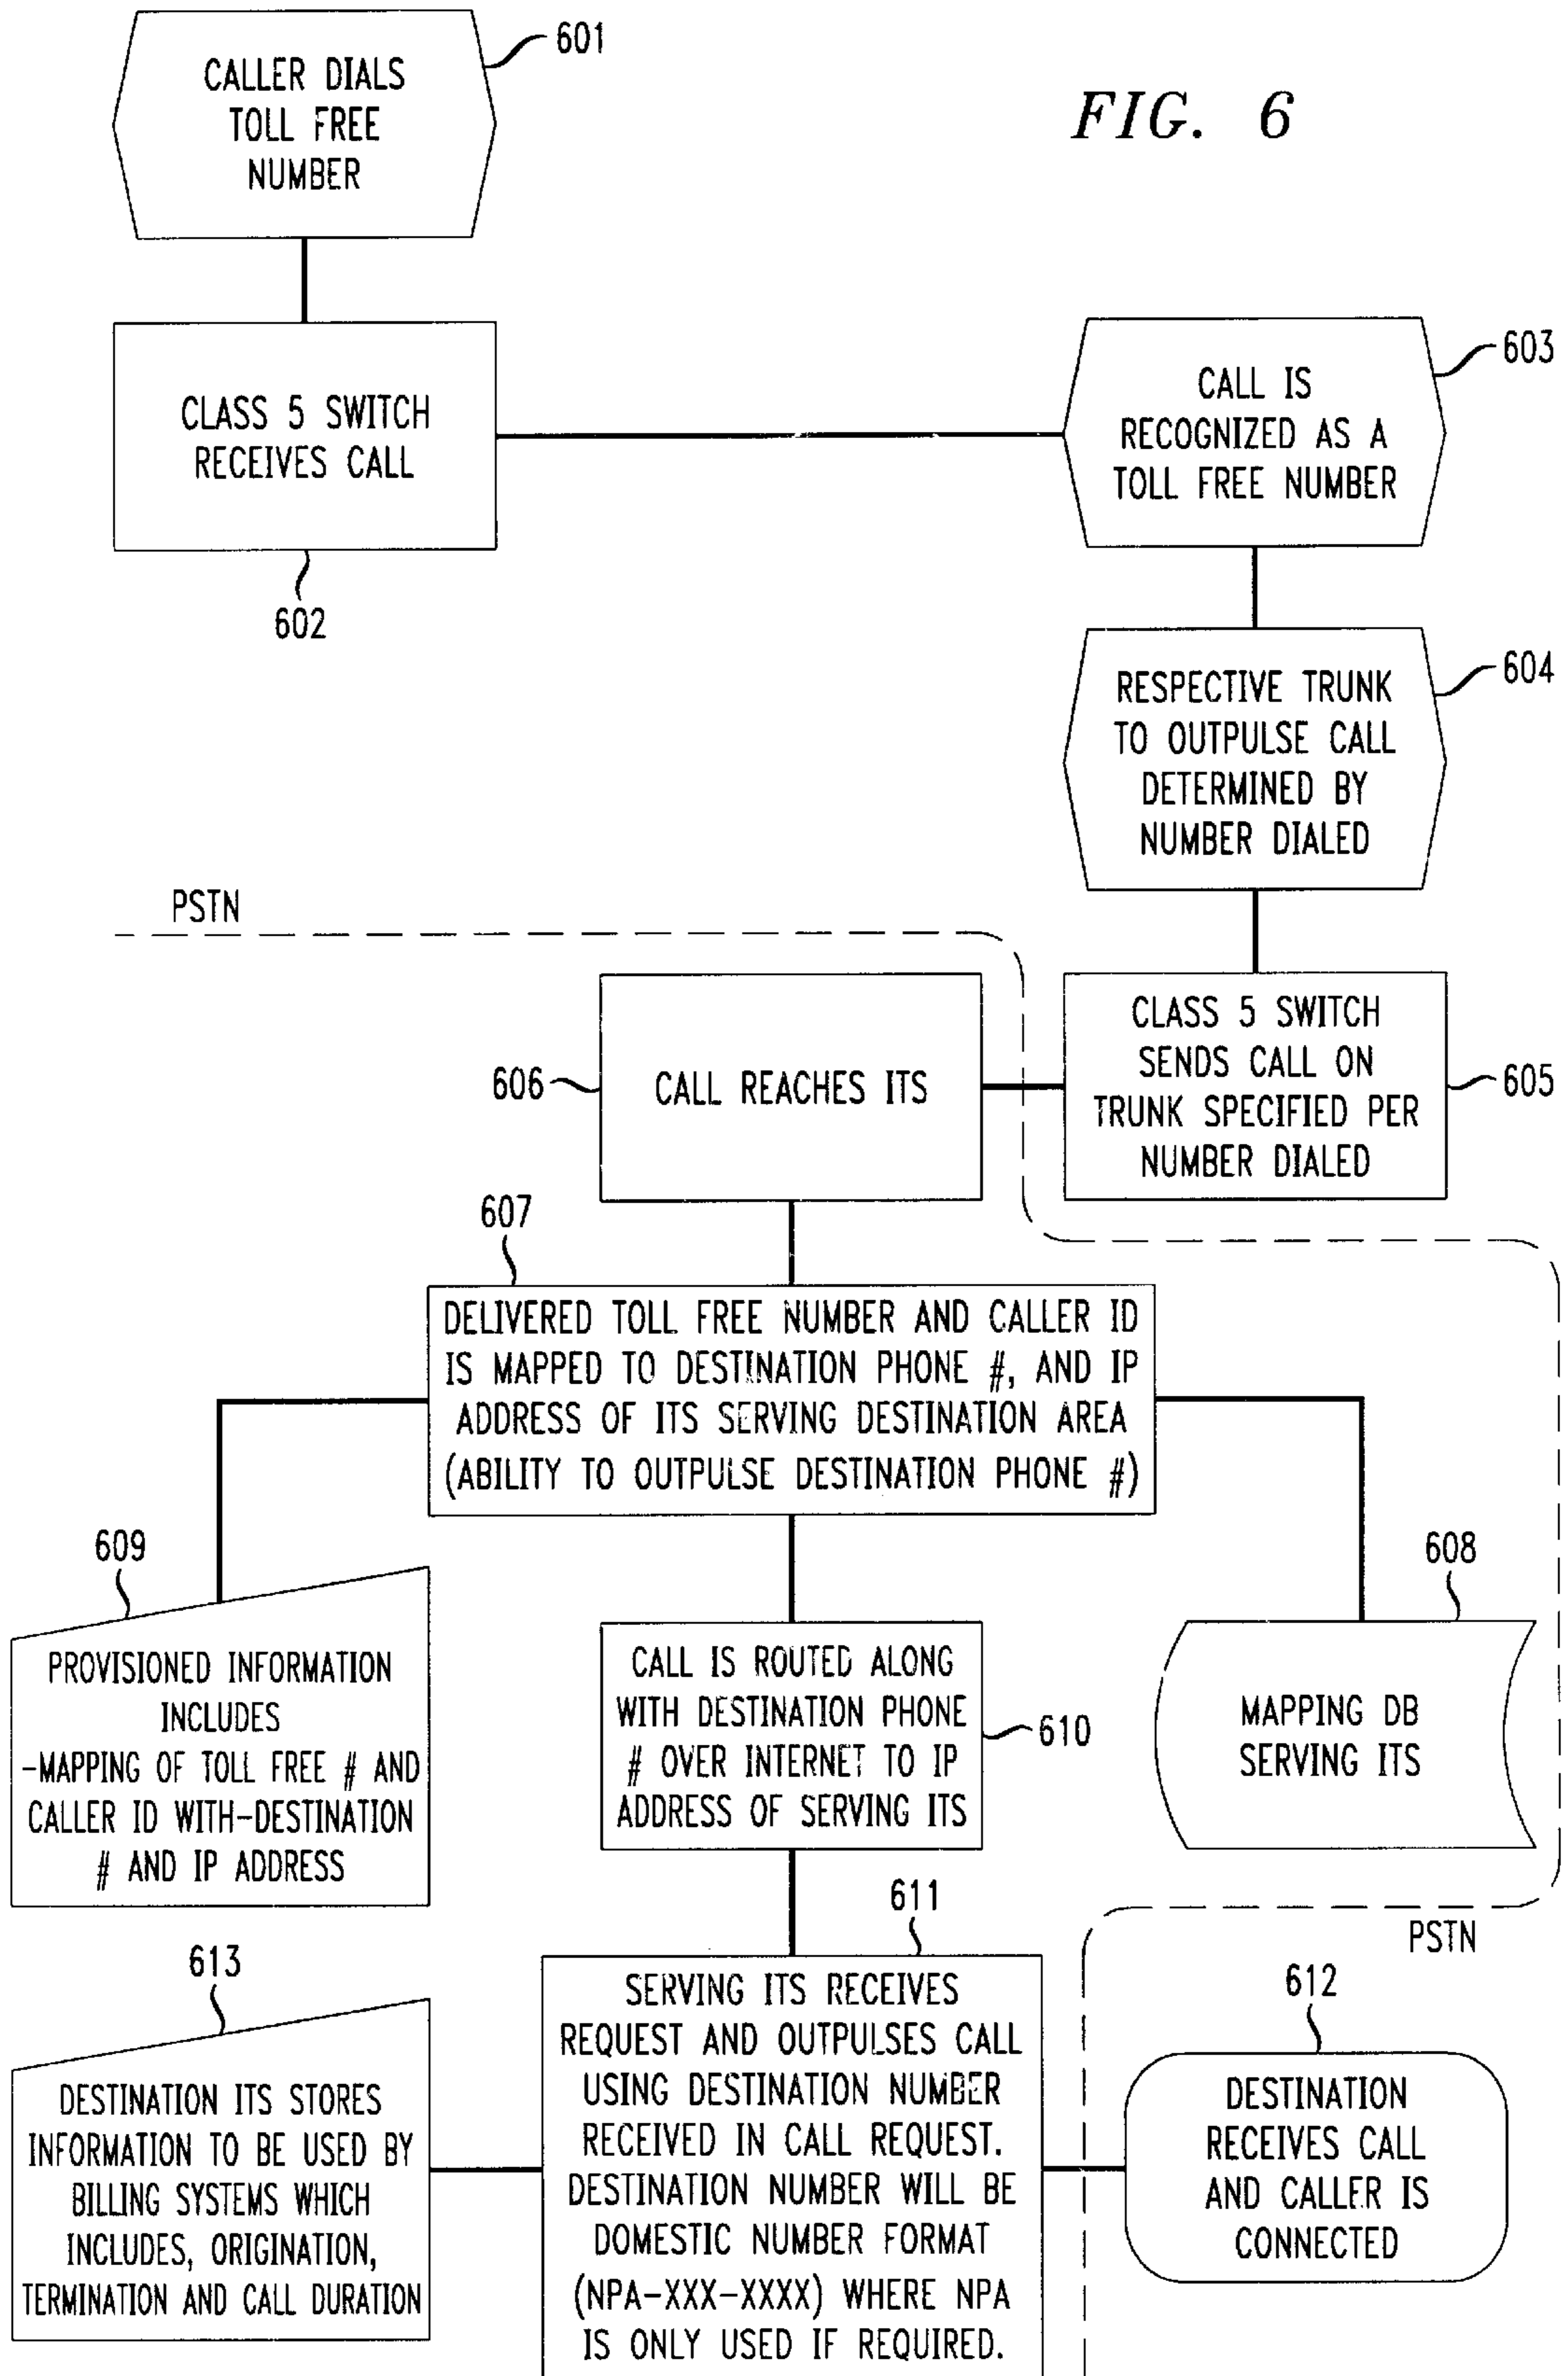 601
CALLER DIALS
TOLL FREE
NUMBER
FIG. 6
CLASS 5 SWITCH
RECEIVES CALL
602
603
CALL IS
RECOGNIZED AS A
TOLL FREE NUMBER
604
RESPECTIVE TRUNK
TO OUTPULSE CALL
DETERMINED BY
NUMBER DIALED
PSTN
CLASS 5 SWITCH
SENDS CALL ON
TRUNK SPECIFIED PER
NUMBER DIALED
605
606
CALL REACHES ITS
607
DELIVERED TOLL FREE NUMBER AND CALLER ID
IS MAPPED TO DESTINATION PHONE #, AND IP
ADDRESS OF ITS SERVING DESTINATION AREA
(ABILITY TO OUTPULSE DESTINATION PHONE #)
609
PROVISIONED INFORMATION
INCLUDES
-MAPPING OF TOLL FREE # AND
CALLER ID WITH-DESTINATION
# AND IP ADDRESS
CALL IS ROUTED ALONG
WITH DESTINATION PHONE
# OVER INTERNET TO IP
ADDRESS OF SERVING ITS
610
608
MAPPING DB
SERVING ITS
611
SERVING ITS RECEIVES
REQUEST AND OUTPULSES CALL
USING DESTINATION NUMBER
RECEIVED IN CALL REQUEST.
DESTINATION NUMBER WILL BE
DOMESTIC NUMBER FORMAT
(NPA-XXX-XXXX) WHERE NPA
IS ONLY USED IF REQUIRED.
613
DESTINATION ITS STORES
INFORMATION TO BE USED BY
BILLING SYSTEMS WHICH
INCLUDES, ORIGINATION,
TERMINATION AND CALL DURATION
PSTN
612
DESTINATION
RECEIVES CALL
AND CALLER IS
CONNECTED